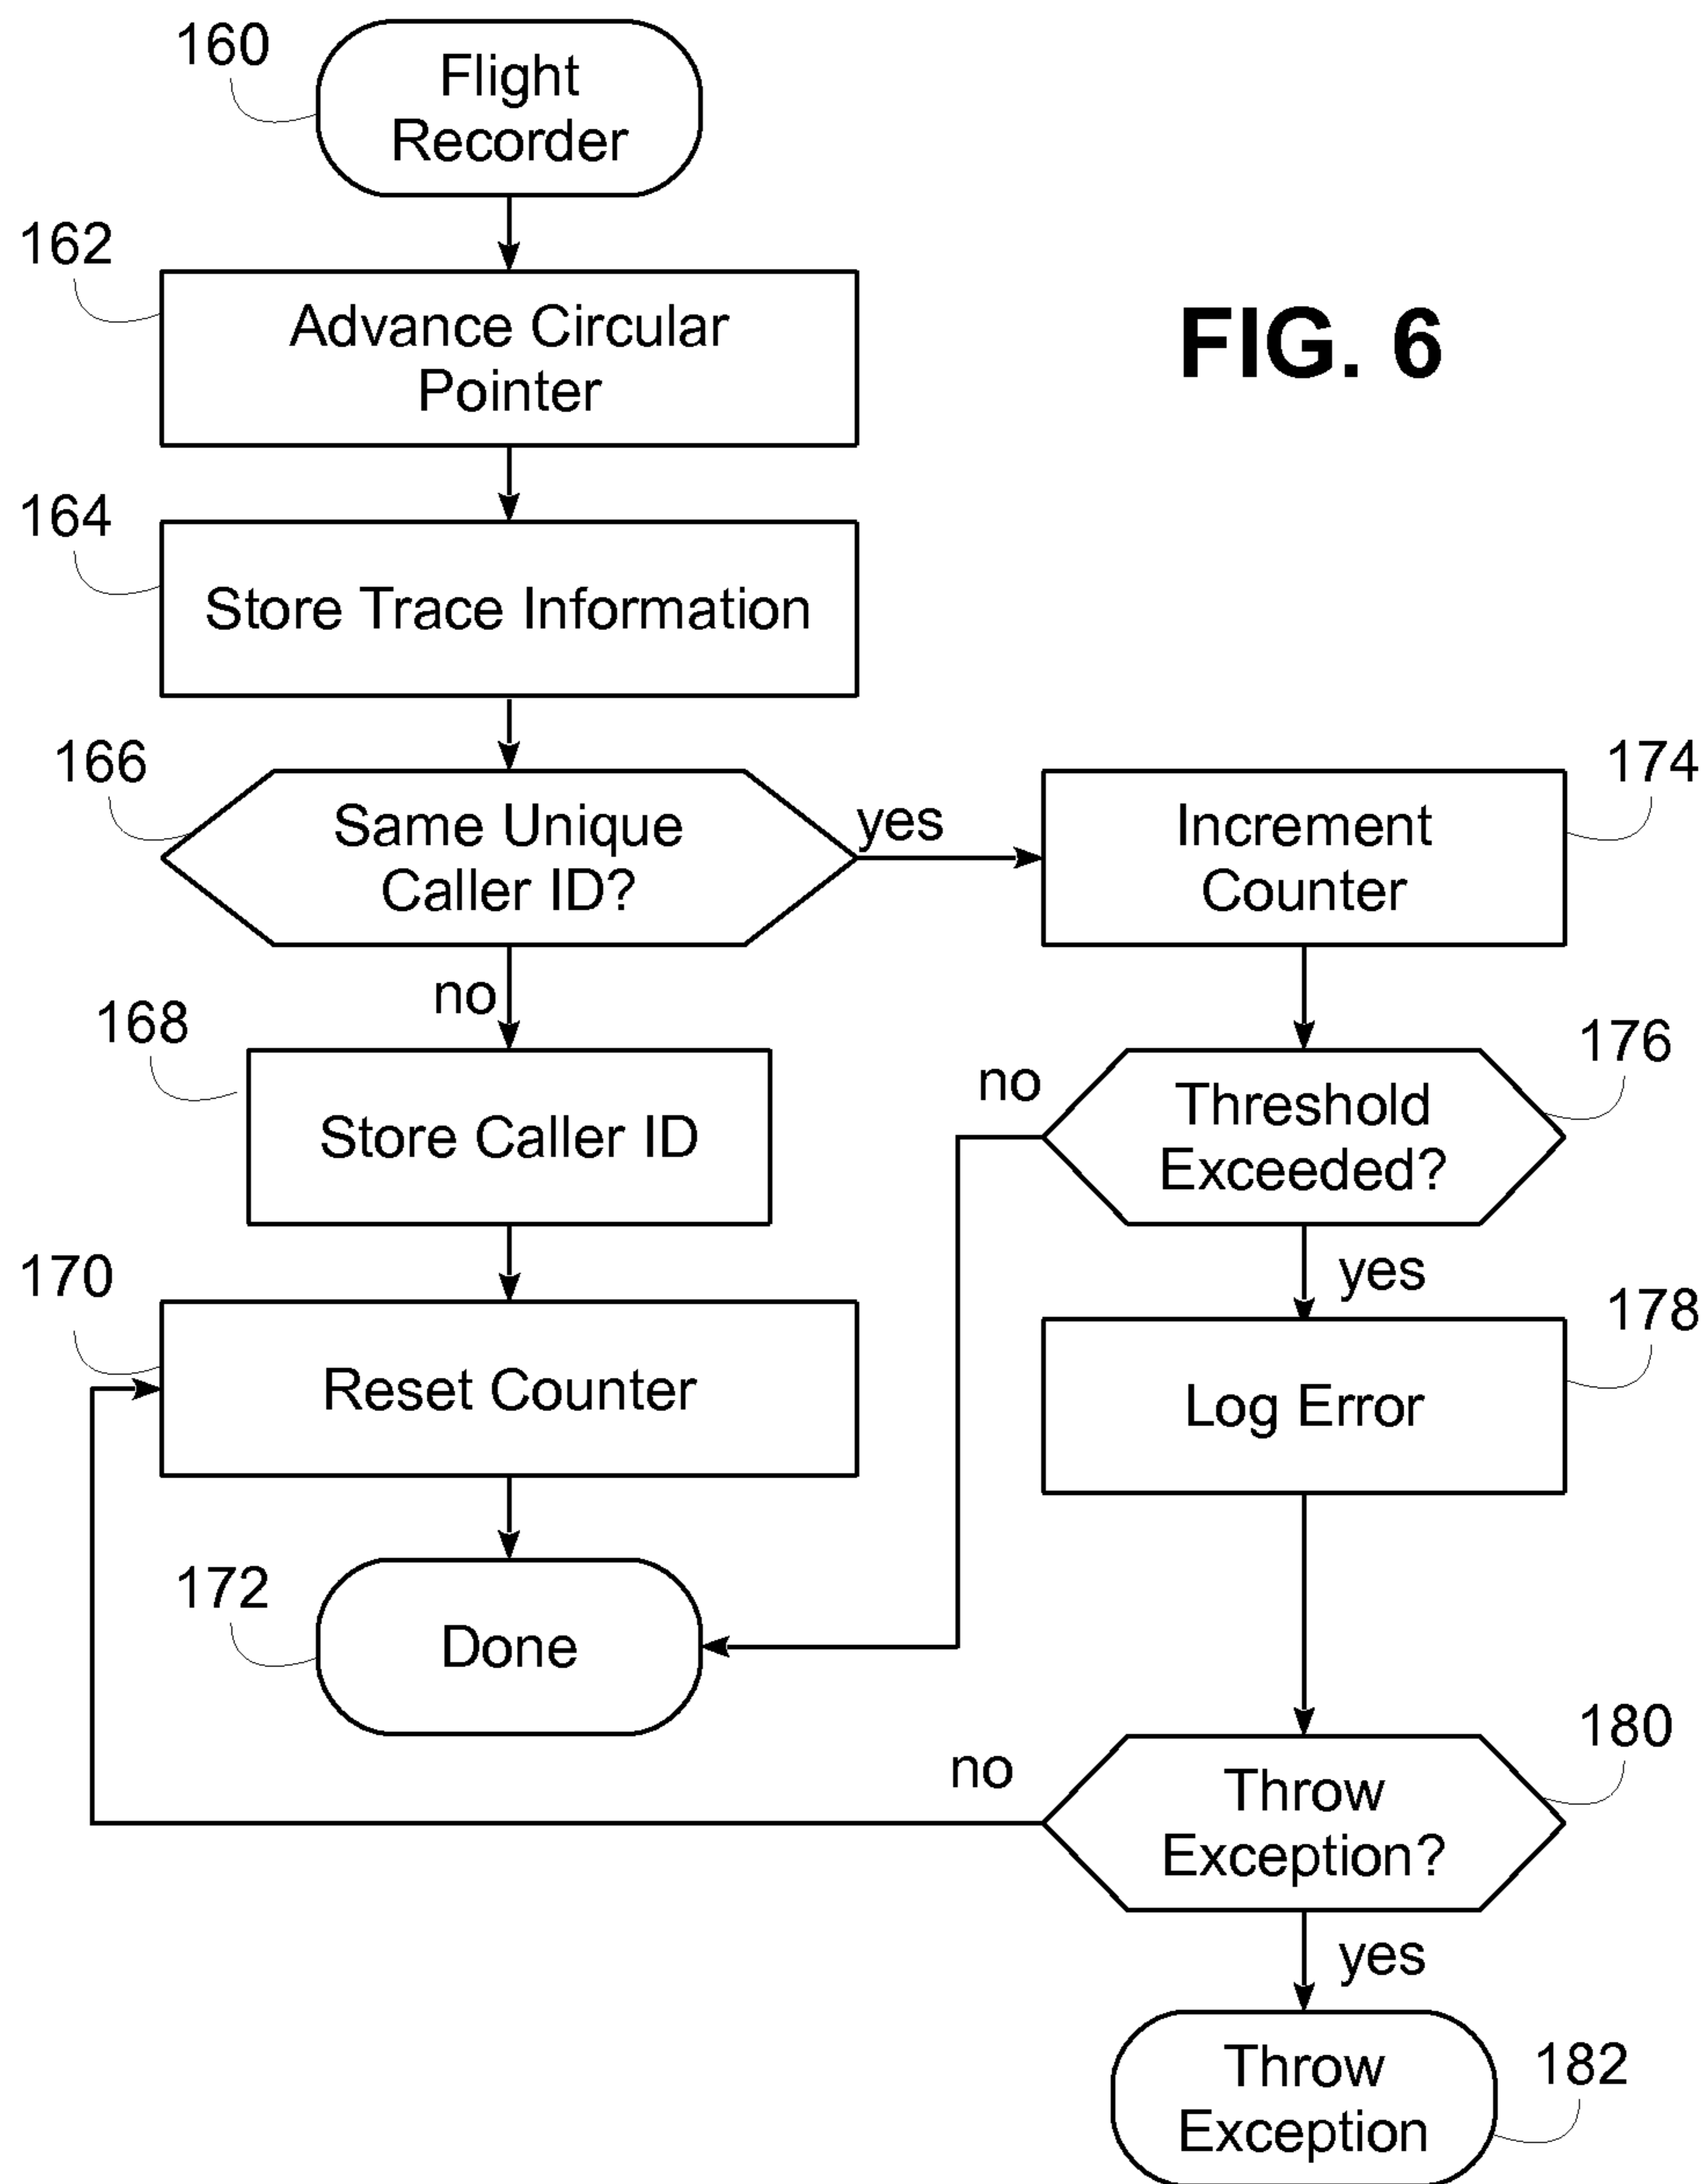 160
Flight
Recorder
162
Advance Circular
Pointer
FIG. 6
164
Store Trace Information
166
Same Unique
Caller ID?
yes
174
Increment
Counter
no
168
Store Caller ID
no
176
Threshold
Exceeded?
yes
170
Reset Counter
178
Log Error
172
Done
no
180
Throw
Exception?
yes
182
Throw
Exception